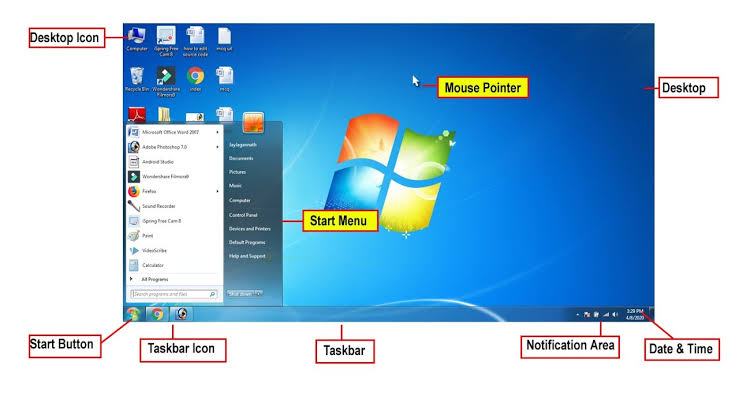 Desktop Icon
Computer
iSpring Free
Cam 8
how to edit
source code
mcq url
Recycle Bin
Wondershare
Filmora9
index
mcq
Mouse Pointer
Desktop
Microsoft Office Word 2007
Adobe Photoshop 7.0
Android Studio
Wondershare Filmora9
Firefox
Sound Recorder
iSpring Free Cam 8
Paint
VideoScribe
Calculator
All Programs
Search programs and files
JayJagannath
Documents
Pictures
Music
Computer
Control Panel
Devices and Printers
Default Programs
Help and Support
Shut down
Start Menu
3:29 PM
4/8/2020
Start Button
Taskbar Icon
Taskbar
Notification Area
Date & Time